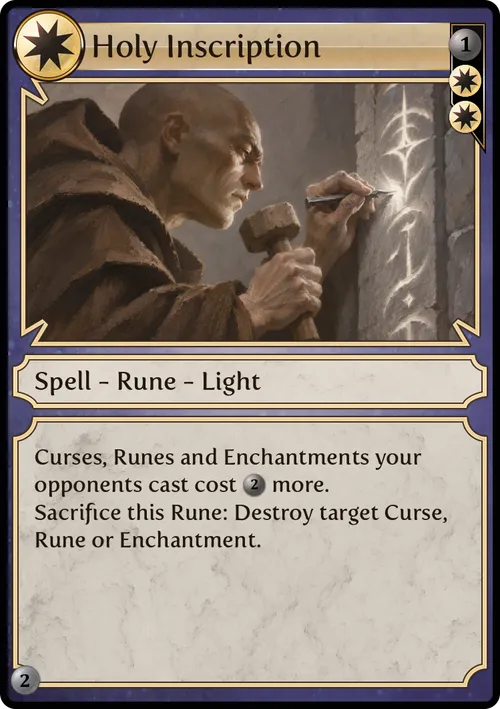 Holy Inscription
1
Spell - Rune - Light
Curses, Runes and Enchantments your
opponents cast cost 2 more.
Sacrifice this Rune: Destroy target Curse,
Rune or Enchantment.
2